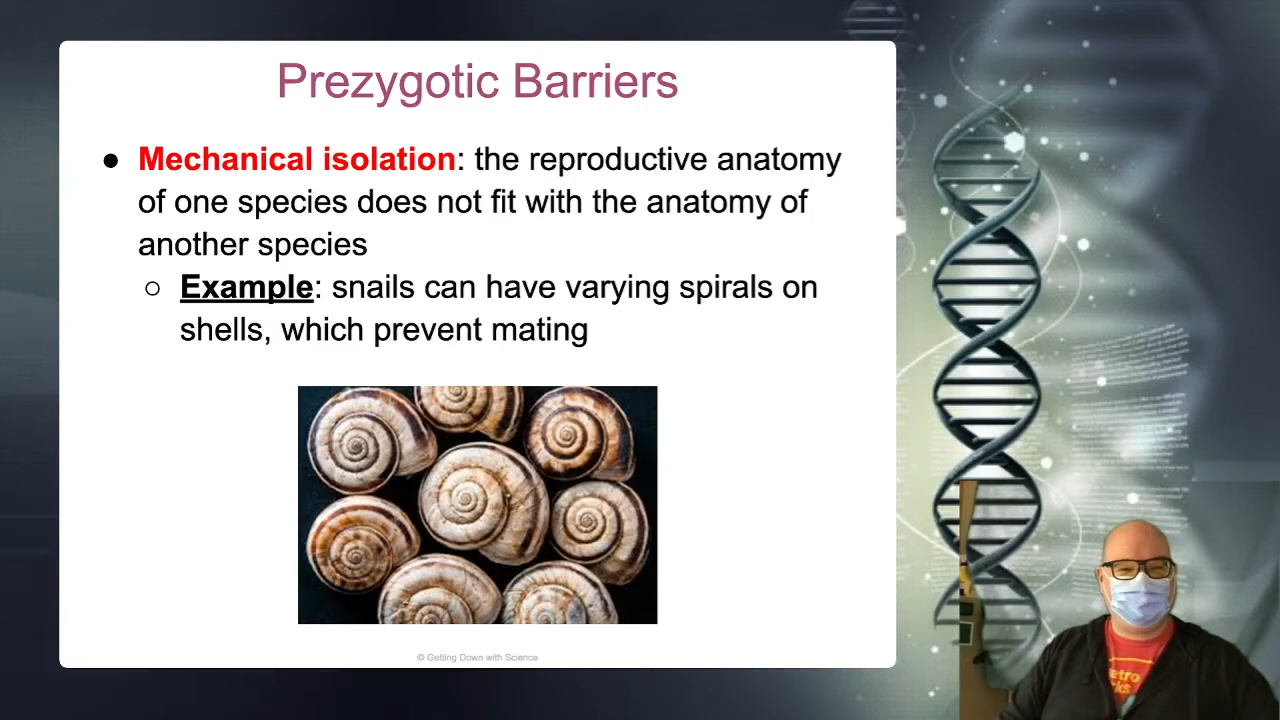 Prezygotic Barriers
● Mechanical isolation: the reproductive anatomy
of one species does not fit with the anatomy of
another species
○ Example: snails can have varying spirals on
shells, which prevent mating
© Getting Down with Science